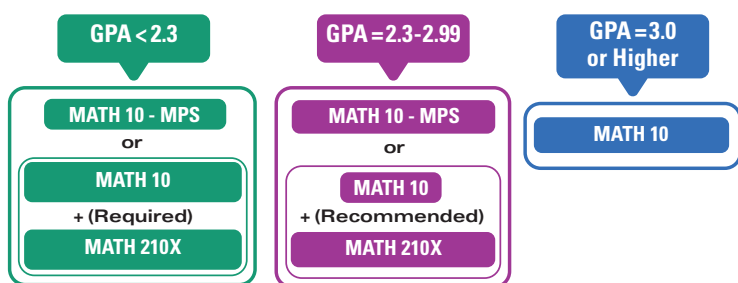 GPA < 2.3
MATH 10 - MPS
or
MATH 10
+ (Required)
MATH 210X
GPA = 2.3-2.99
MATH 10 - MPS
or
MATH 10
+ (Recommended)
MATH 210X
GPA = 3.0
or Higher
MATH 10